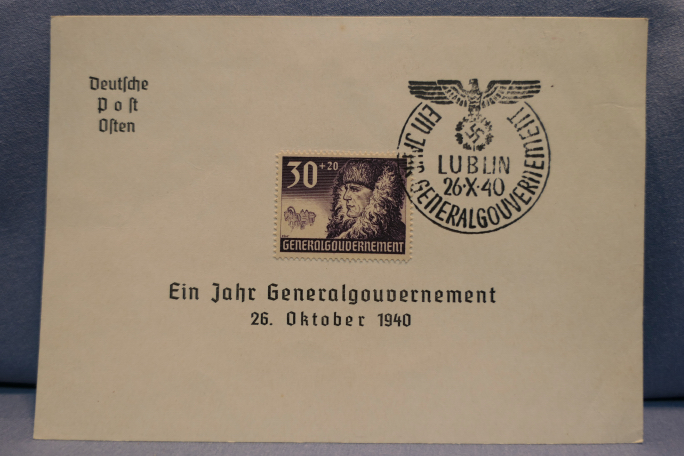 Deutsche
Post
Osten
EIN JAHR GENERALGOUVERNEMENT
LUBLIN
26·X·40
30+20
GENERALGOUVERNEMENT
Ein Jahr Generalgouvernement
26. Oktober 1940